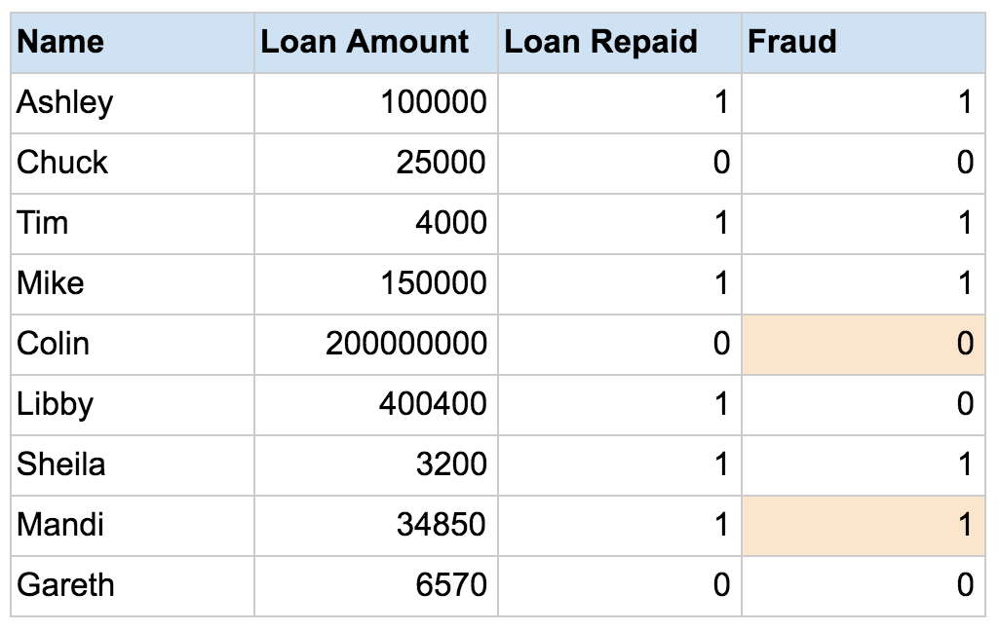 Name Loan Amount Loan Repaid Fraud
Ashley 100000 1 1
Chuck 25000 0 0
Tim 4000 1 1
Mike 150000 1 1
Colin 200000000 0 0
Libby 400400 1 0
Sheila 3200 1 1
Mandi 34850 1 1
Gareth 6570 0 0